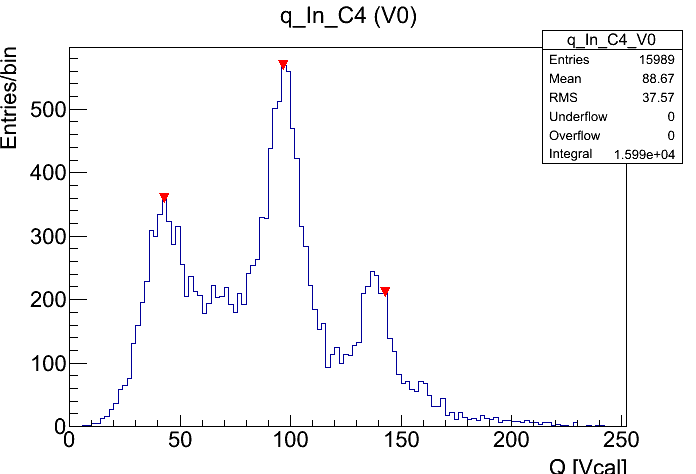 q_In_C4 (V0)
q_In_C4_V0
Entries 15989
Mean 88.67
RMS 37.57
Underflow 0
Overflow 0
Integral 1.599e+04
Entries/bin
500
400
300
200
100
0
0 50 100 150 200 250
Q [Vcal]